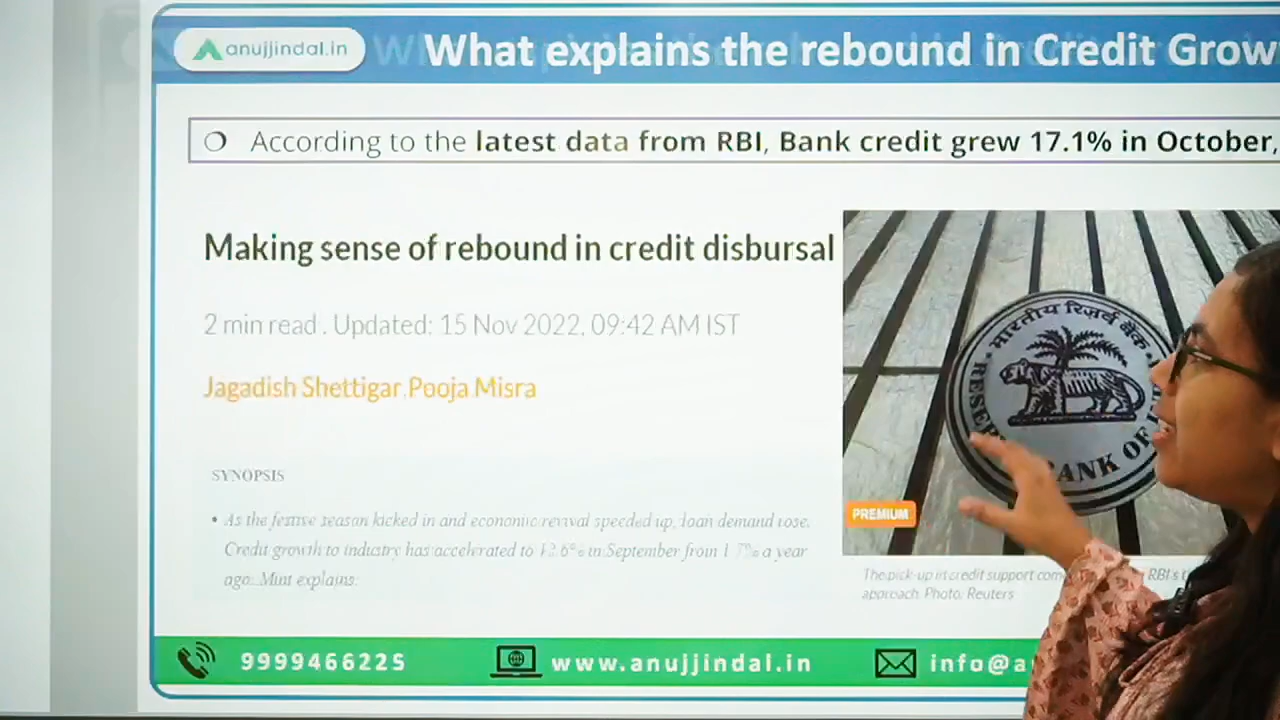 anujjindal.in
What explains the rebound in Credit Grow
❍ According to the latest data from RBI, Bank credit grew 17.1% in October,
Making sense of rebound in credit disbursal
2 min read . Updated: 15 Nov 2022, 09:42 AM IST
Jagadish Shettigar,Pooja Misra
भारतीय रिज़र्व बैंक
BANK OF
PREMIUM
SYNOPSIS
• As the festive season kicked in and economic revival speeded up, loan demand rose.
Credit growth to industry has accelerated to 12.6% in September from 1.7% a year
ago. Mint explains:
The pick-up in credit support RBI's
approach. Photo: Reuters
9999466225
www.anujjindal.in
info@a